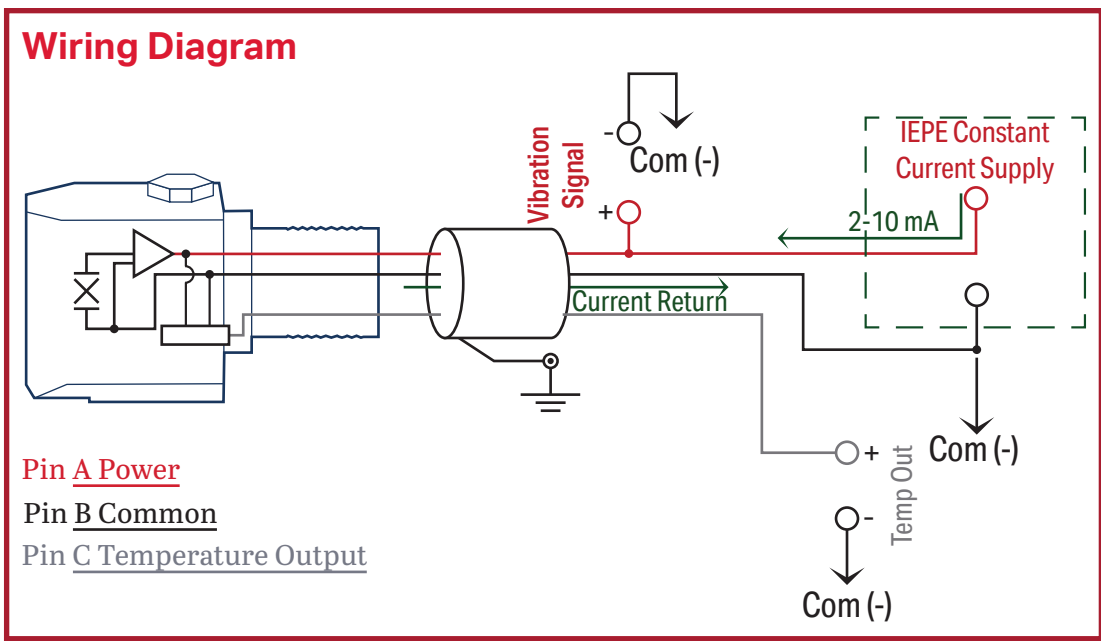 Wiring Diagram
Vibration
Signal
-
Com (-)
+
IEPE Constant
Current Supply
2-10 mA
Current Return
Com (-)
+
-
Temp Out
Com (-)
Pin A Power
Pin B Common
Pin C Temperature Output